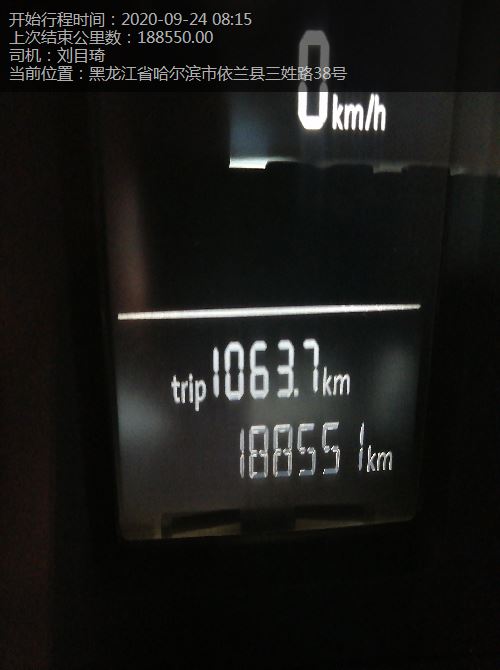 开始行程时间：2020-09-24 08:15
上次结束公里数：188550.00
司机：刘目琦
当前位置：黑龙江省哈尔滨市依兰县三姓路38号
0km/h
trip1063.7km
188551km